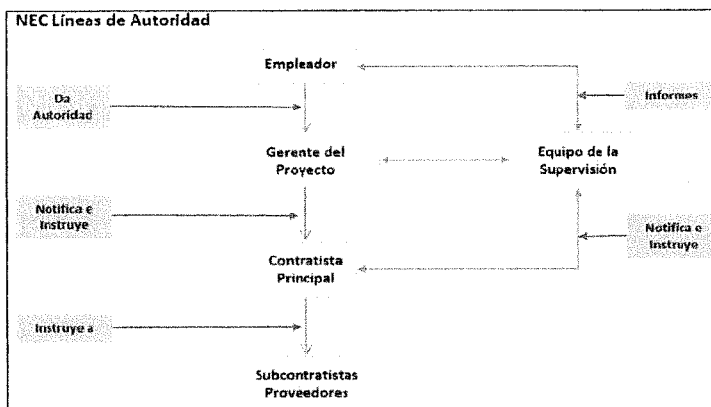 NEC Líneas de Autoridad
Empleador
Da
Autoridad
Informes
Gerente del
Proyecto
Equipo de la
Supervisión
Notifica e
Instruye
Notifica e
Instruye
Contratista
Principal
Instruye a
Subcontratistas
Proveedores